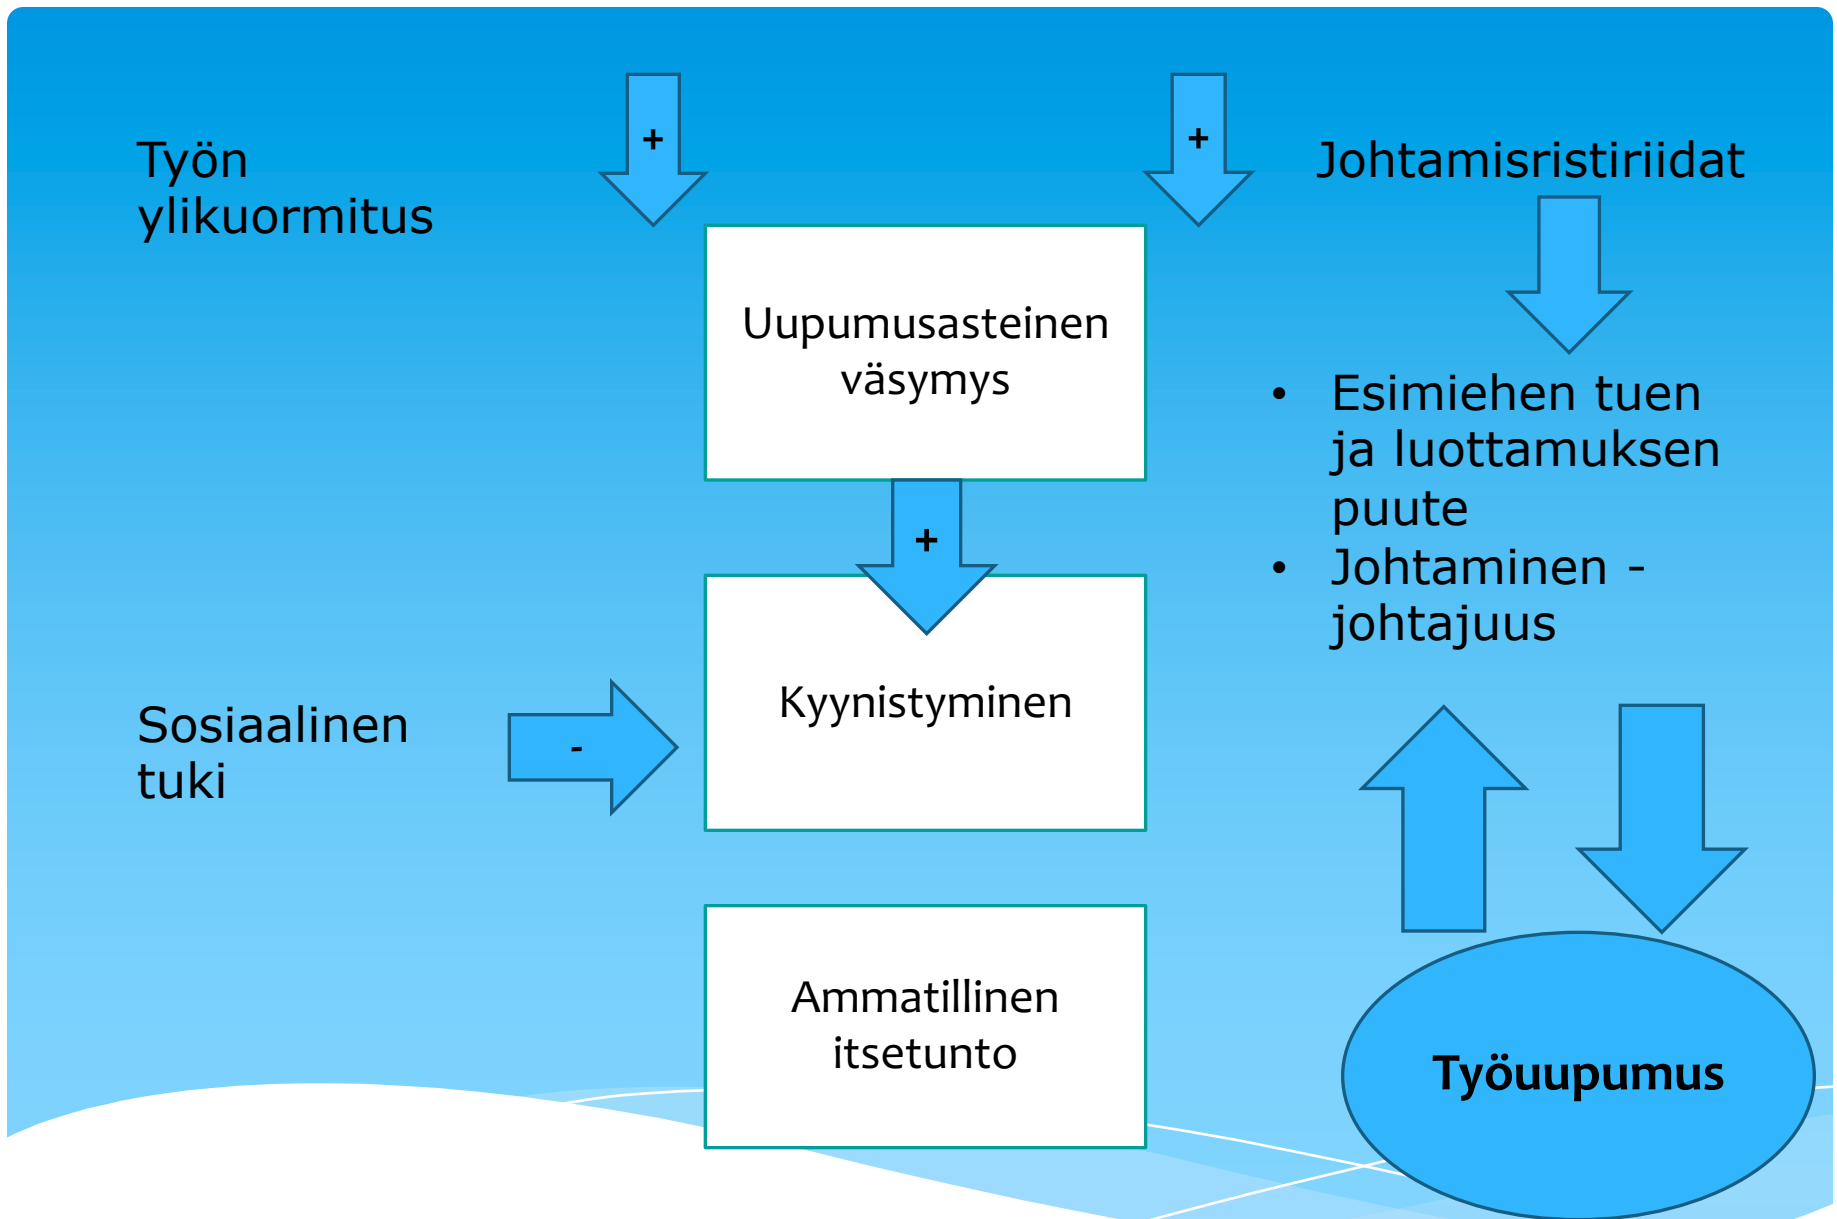 Työn
ylikuormitus
+
+
Johtamisristiriidat
Uupumusasteinen
väsymys
+
• Esimiehen tuen
ja luottamuksen
puute
• Johtaminen -
johtajuus
Sosiaalinen
tuki
-
Kyynistyminen
Ammatillinen
itsetunto
Työuupumus